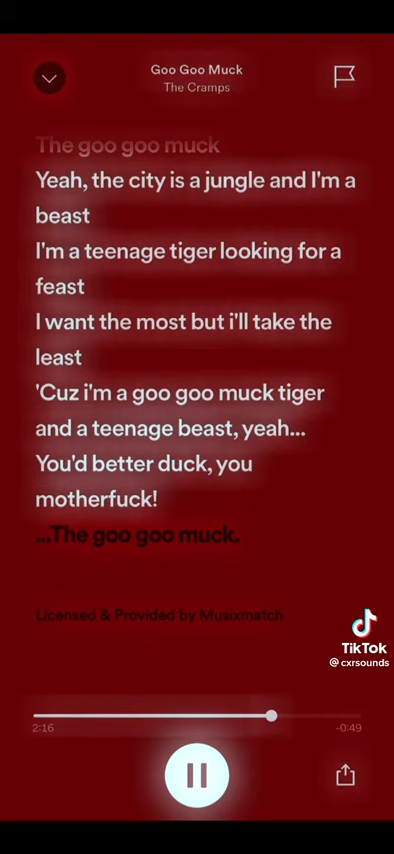 Goo Goo Muck
The Cramps
The goo goo muck
Yeah, the city is a jungle and I'm a
beast
I'm a teenage tiger looking for a
feast
I want the most but i'll take the
least
'Cuz i'm a goo goo muck tiger
and a teenage beast, yeah...
You'd better duck, you
motherfuck!
...The goo goo muck.
Licensed & Provided by Musixmatch
TikTok
@cxrsounds
2:16
-0:49